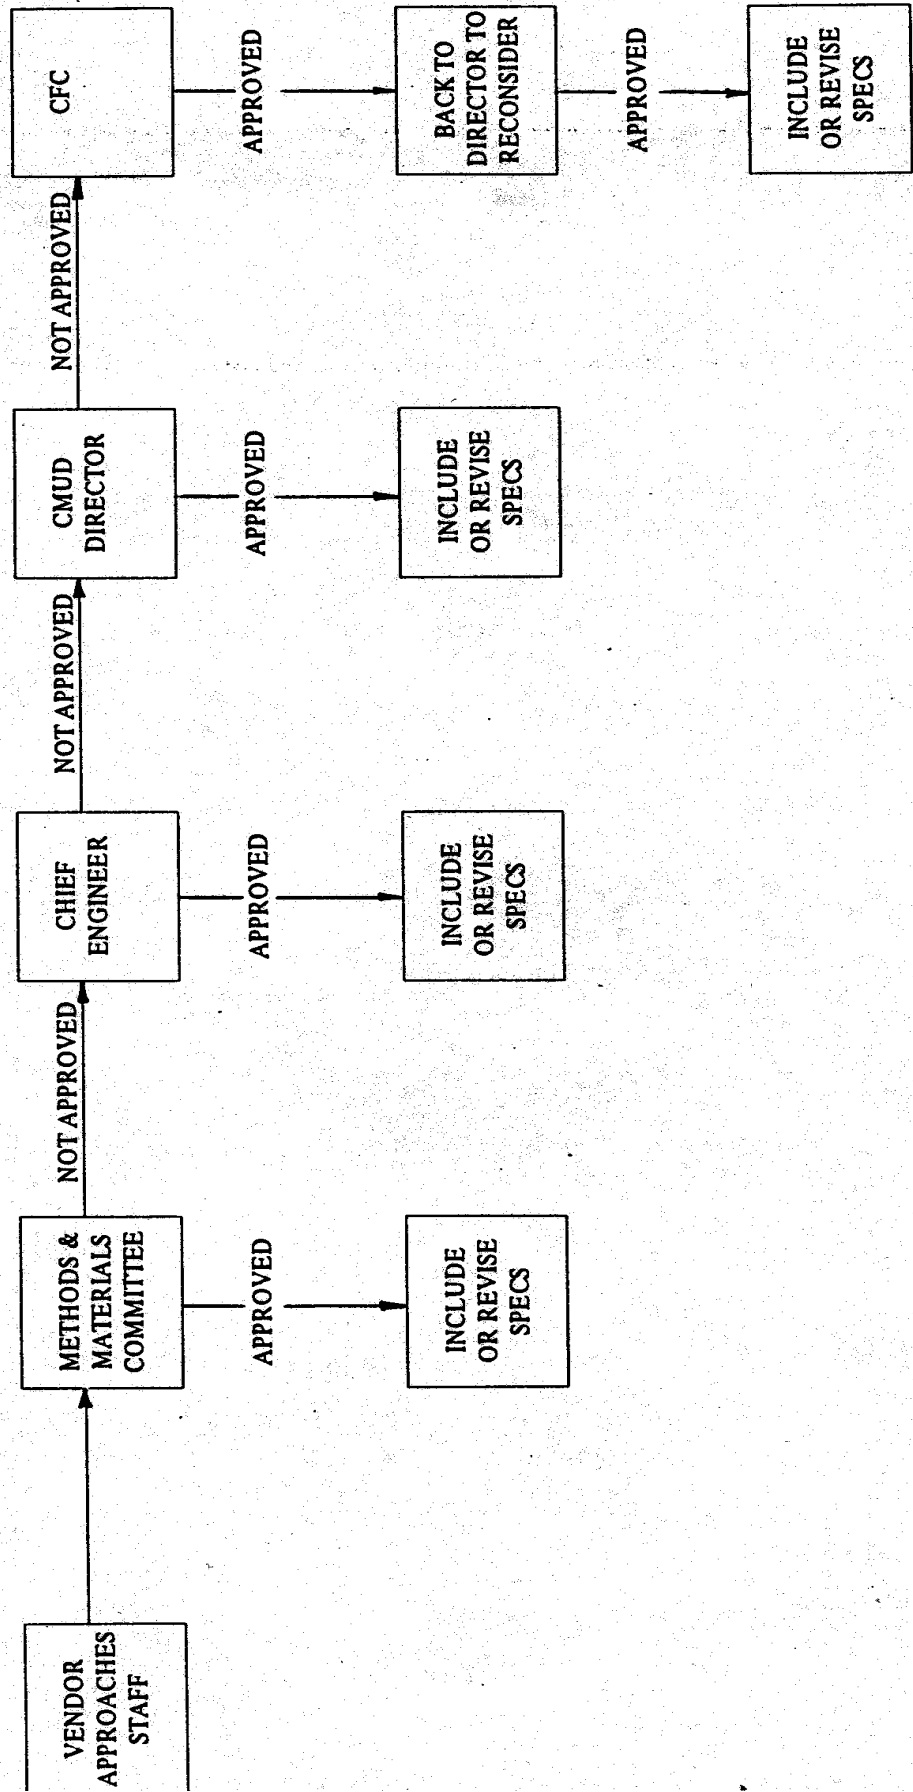 VENDOR
APPROACHES
STAFF
METHODS &
MATERIALS
COMMITTEE
APPROVED
INCLUDE
OR REVISE
SPECS
NOT APPROVED
CHIEF
ENGINEER
APPROVED
INCLUDE
OR REVISE
SPECS
NOT APPROVED
CMUD
DIRECTOR
APPROVED
INCLUDE
OR REVISE
SPECS
NOT APPROVED
CFC
APPROVED
BACK TO
DIRECTOR TO
RECONSIDER
APPROVED
INCLUDE
OR REVISE
SPECS